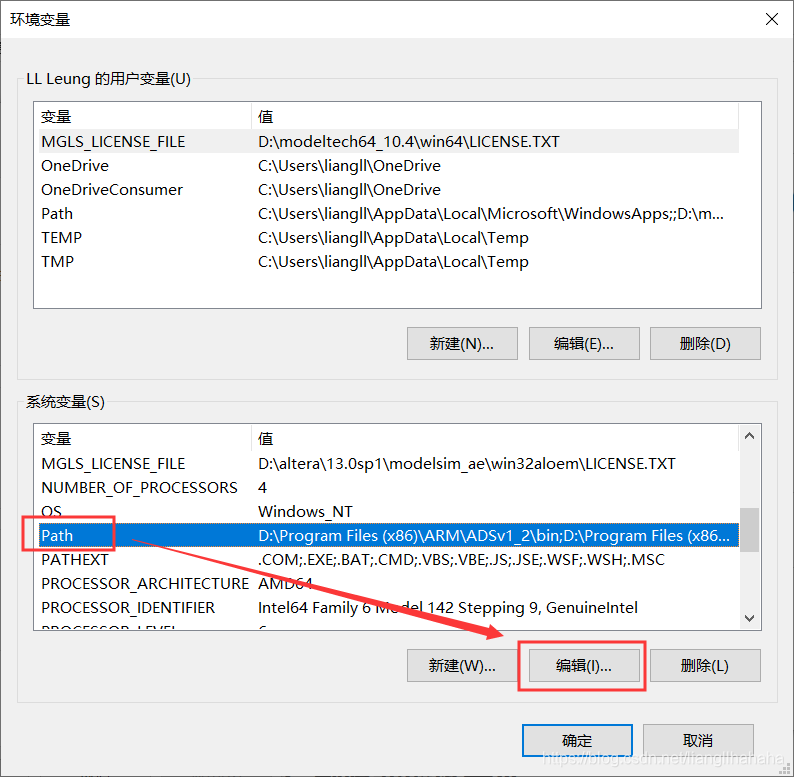 环境变量
LL Leung 的用户变量(U)
变量 值
MGLS_LICENSE_FILE D:\modeltech64_10.4\win64\LICENSE.TXT
OneDrive C:\Users\liangll\OneDrive
OneDriveConsumer C:\Users\liangll\OneDrive
Path C:\Users\liangll\AppData\Local\Microsoft\WindowsApps;;D:\m...
TEMP C:\Users\liangll\AppData\Local\Temp
TMP C:\Users\liangll\AppData\Local\Temp
新建(N)... 编辑(E)... 删除(D)
系统变量(S)
变量 值
MGLS_LICENSE_FILE D:\altera\13.0sp1\modelsim_ae\win32aloem\LICENSE.TXT
NUMBER_OF_PROCESSORS 4
OS Windows_NT
Path D:\Program Files (x86)\ARM\ADSv1_2\bin;D:\Program Files (x86...
PATHEXT .COM;.EXE;.BAT;.CMD;.VBS;.VBE;.JS;.JSE;.WSF;.WSH;.MSC
PROCESSOR_ARCHITECTURE AMD64
PROCESSOR_IDENTIFIER Intel64 Family 6 Model 142 Stepping 9, GenuineIntel
PROCESSOR_LEVEL 6
新建(W)... 编辑(I)... 删除(L)
确定 取消
https://blog.csdn.net/liangllhahaha